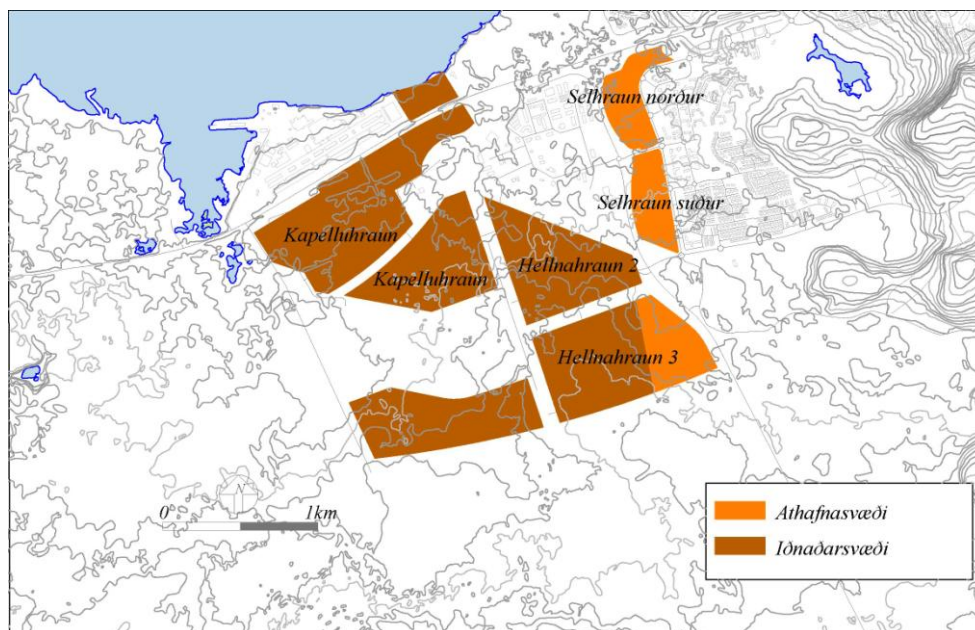 Selhraun norður
Selhraun suður
Kapelluhraun
Hellnahraun 2
Kapelluhraun
Hellnahraun 3
N
0 1km
Athafnasvæði
Iðnaðarsvæði